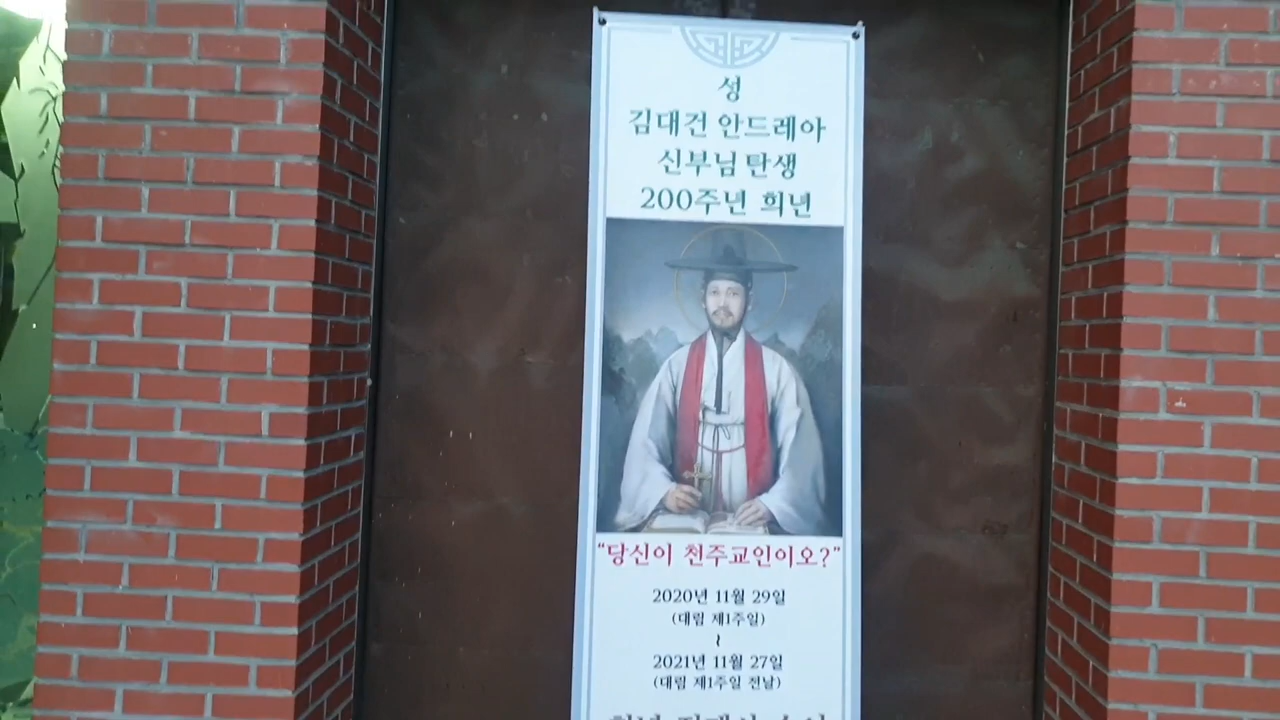 성
김대건 안드레아
신부님 탄생
200주년 희년
“당신이 천주교인이오?”
2020년 11월 29일
(대림 제1주일)
~
2021년 11월 27일
(대림 제1주일 전날)